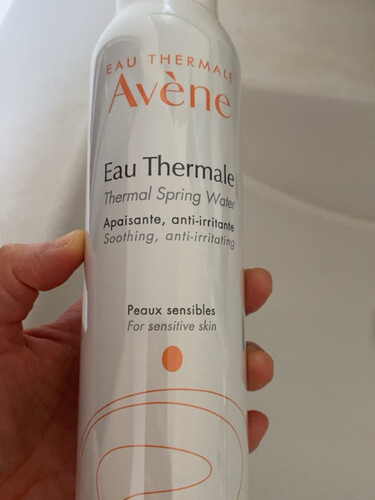 EAU THERMALE
Avène
Eau Thermale
Thermal Spring Water
Apaisante, anti-irritante
Soothing, anti-irritating
Peaux sensibles
For sensitive skin